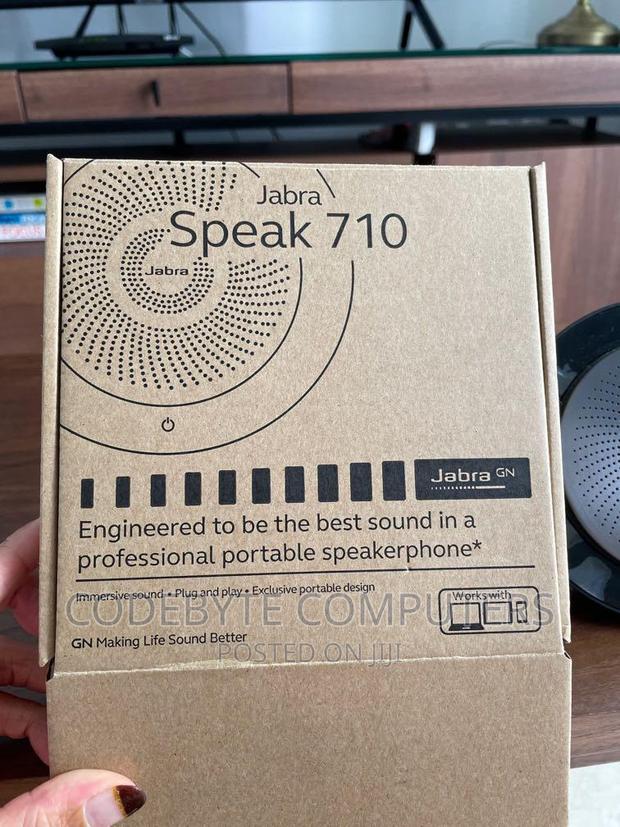 Jabra
Speak 710
Jabra
Jabra GN
Engineered to be the best sound in a
professional portable speakerphone*
Immersive sound • Plug and play • Exclusive portable design
Works with
CODEBYTE COMPUTERS
GN Making Life Sound Better
POSTED ON JIJI